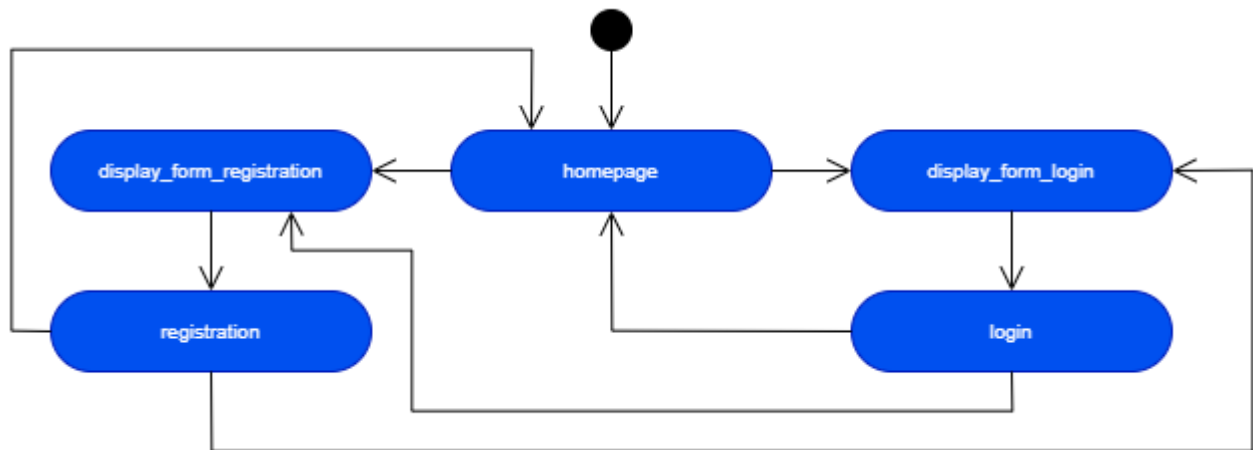 display_form_registration
homepage
display_form_login
registration
login